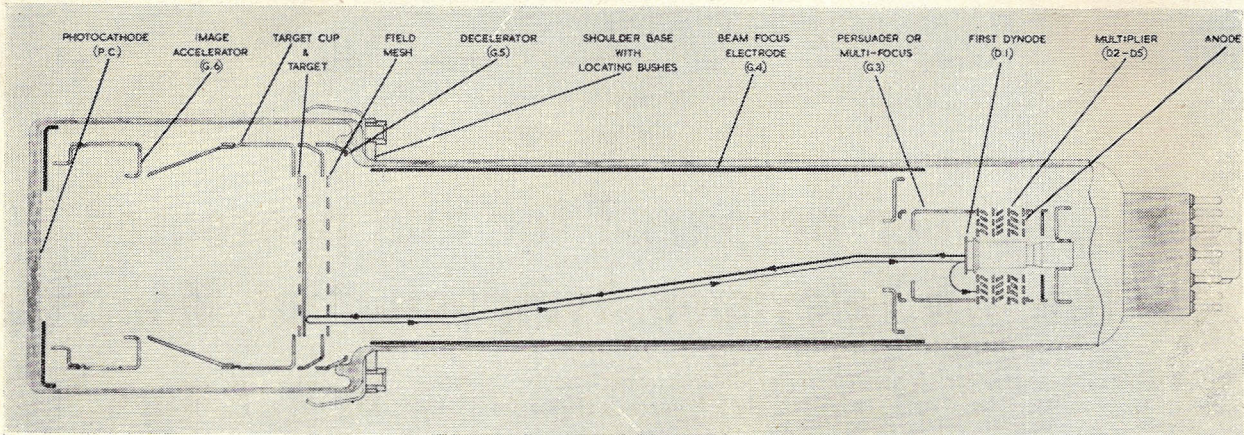 PHOTOCATHODE
(P.C)
IMAGE
ACCELERATOR
(G.6)
TARGET CUP
&
TARGET
FIELD
MESH
DECELERATOR
(G.5)
SHOULDER BASE
WITH
LOCATING BUSHES
BEAM FOCUS
ELECTRODE
(G.4)
PERSUADER OR
MULTI-FOCUS
(G.3)
FIRST DYNODE
(D.1)
MULTIPLIER
(D2-D5)
ANODE